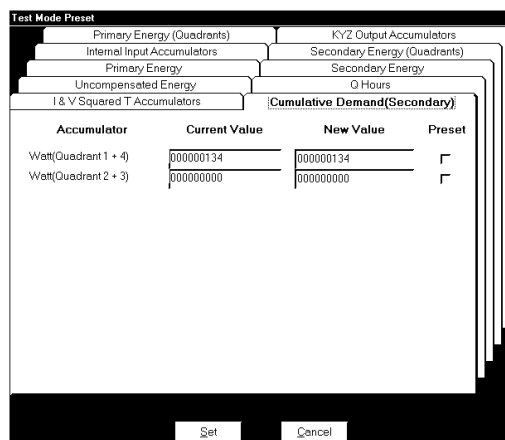 Test Mode Preset
Primary Energy (Quadrants) KYZ Output Accumulators
Internal Input Accumulators Secondary Energy (Quadrants)
Primary Energy Secondary Energy
Uncompensated Energy Q Hours
I & V Squared T Accumulators Cumulative Demand(Secondary)
Accumulator Current Value New Value Preset
Watt(Quadrant 1 + 4) 000000134 000000134
Watt(Quadrant 2 + 3) 000000000 000000000
Set Cancel